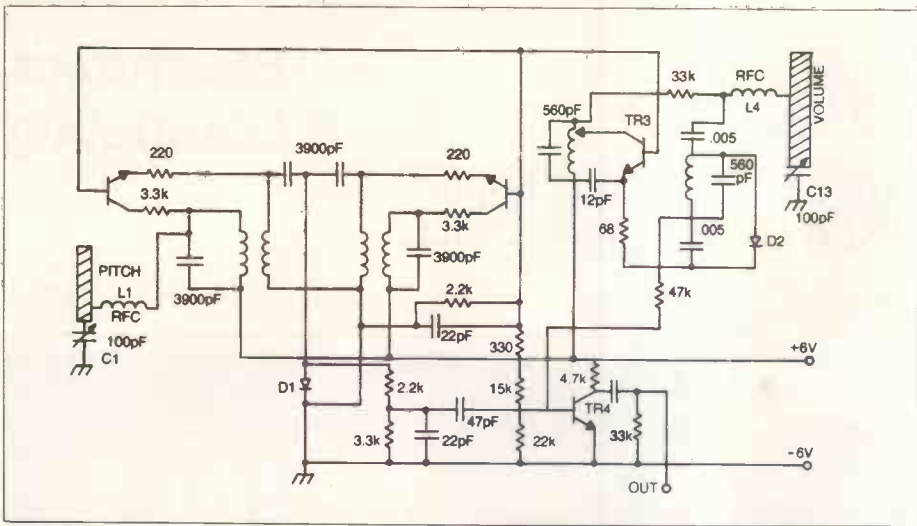 33k
RFC
L4
VOLUME
560pF
TR3
.005
560
pF
C13
100pF
12pF
68
D2
.005
47k
220
3900pF
220
3.3k
3.3k
3900pF
PITCH
L1
RFC
3900pF
100pF
C1
2.2k
22pF
330
+6V
D1
2.2k
15k
4.7k
TR4
47pF
3.3k
22pF
22k
33k
-6V
OUT